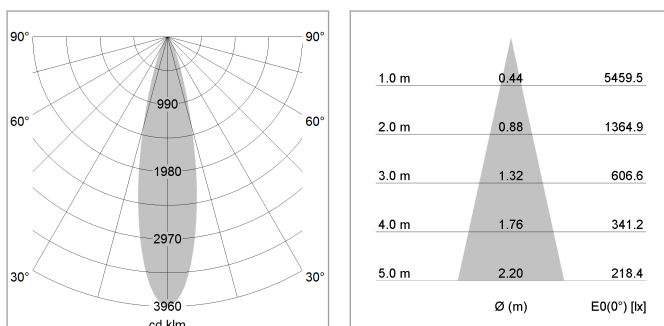 90° 90°
990
60° 60°
1980
2970
30° 30°
3960
cd klm
1.0 m 0.44 5459.5
2.0 m 0.88 1364.9
3.0 m 1.32 606.6
4.0 m 1.76 341.2
5.0 m 2.20 218.4
Ø (m) E0(0°) [lx]